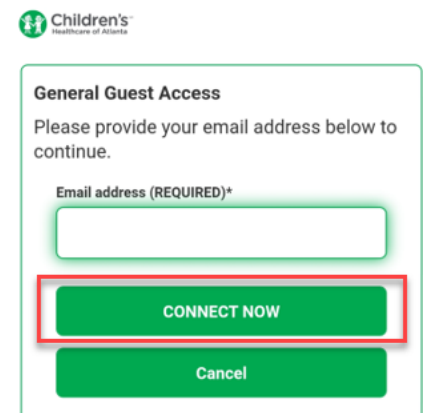 Children's
Healthcare of Atlanta
General Guest Access
Please provide your email address below to
continue.
Email address (REQUIRED)*
CONNECT NOW
Cancel